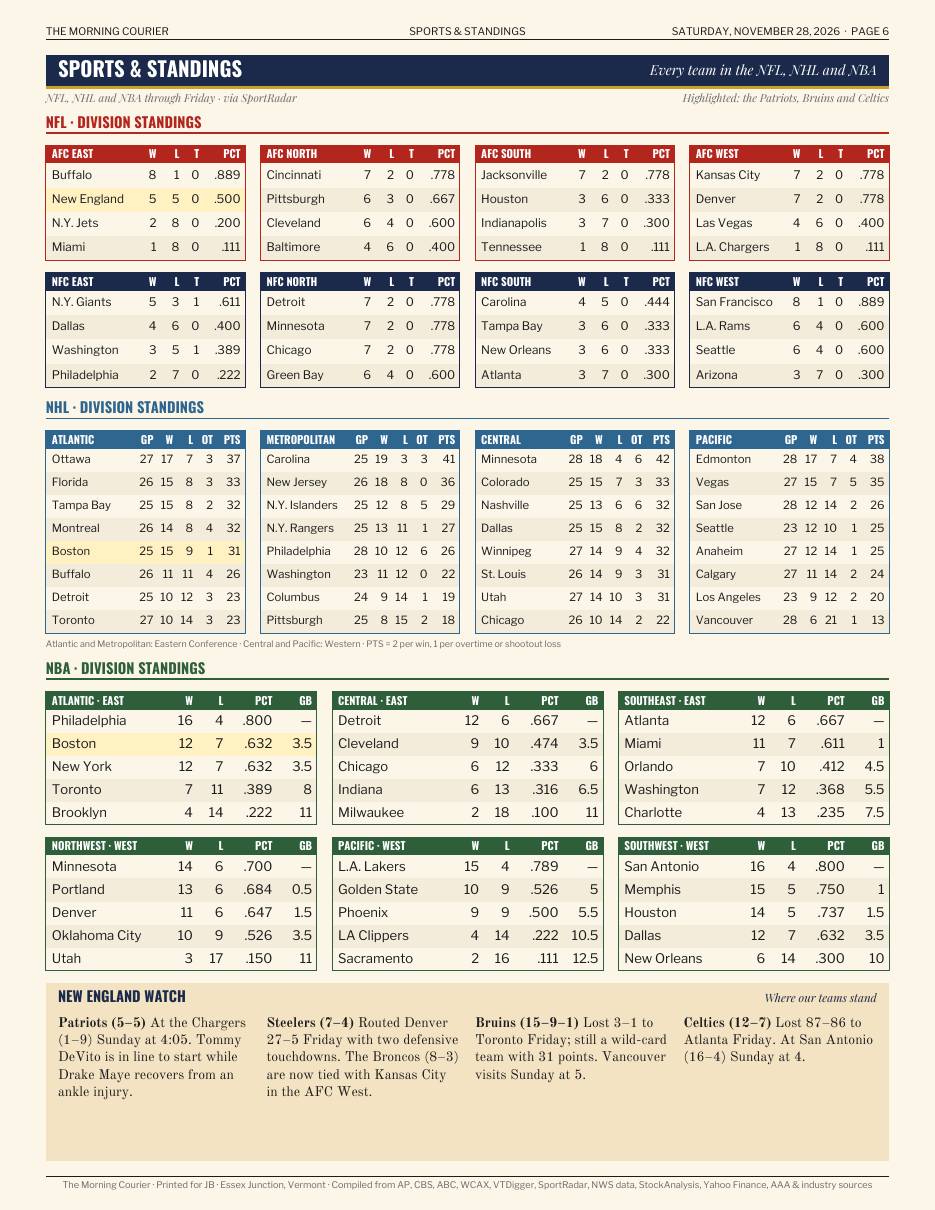 THE MORNING COURIER SPORTS & STANDINGS SATURDAY, NOVEMBER 28, 2026 · PAGE 6
SPORTS & STANDINGS Every team in the NFL, NHL and NBA
NFL, NHL and NBA through Friday · via SportRadar Highlighted: the Patriots, Bruins and Celtics
NFL · DIVISION STANDINGS
AFC EAST W L T PCT
Buffalo 8 1 0 .889
New England 5 5 0 .500
N.Y. Jets 2 8 0 .200
Miami 1 8 0 .111
AFC NORTH W L T PCT
Cincinnati 7 2 0 .778
Pittsburgh 6 3 0 .667
Cleveland 6 4 0 .600
Baltimore 4 6 0 .400
AFC SOUTH W L T PCT
Jacksonville 7 2 0 .778
Houston 3 6 0 .333
Indianapolis 3 7 0 .300
Tennessee 1 8 0 .111
AFC WEST W L T PCT
Kansas City 7 2 0 .778
Denver 7 2 0 .778
Las Vegas 4 6 0 .400
L.A. Chargers 1 8 0 .111
NFC EAST W L T PCT
N.Y. Giants 5 3 1 .611
Dallas 4 6 0 .400
Washington 3 5 1 .389
Philadelphia 2 7 0 .222
NFC NORTH W L T PCT
Detroit 7 2 0 .778
Minnesota 7 2 0 .778
Chicago 7 2 0 .778
Green Bay 6 4 0 .600
NFC SOUTH W L T PCT
Carolina 4 5 0 .444
Tampa Bay 3 6 0 .333
New Orleans 3 6 0 .333
Atlanta 3 7 0 .300
NFC WEST W L T PCT
San Francisco 8 1 0 .889
L.A. Rams 6 4 0 .600
Seattle 6 4 0 .600
Arizona 3 7 0 .300
NHL · DIVISION STANDINGS
ATLANTIC GP W L OT PTS
Ottawa 27 17 7 3 37
Florida 26 15 8 3 33
Tampa Bay 25 15 8 2 32
Montreal 26 14 8 4 32
Boston 25 15 9 1 31
Buffalo 26 11 11 4 26
Detroit 25 10 12 3 23
Toronto 27 10 14 3 23
METROPOLITAN GP W L OT PTS
Carolina 25 19 3 3 41
New Jersey 26 18 8 0 36
N.Y. Islanders 25 12 8 5 29
N.Y. Rangers 25 13 11 1 27
Philadelphia 28 10 12 6 26
Washington 23 11 12 0 22
Columbus 24 9 14 1 19
Pittsburgh 25 8 15 2 18
CENTRAL GP W L OT PTS
Minnesota 28 18 4 6 42
Colorado 25 15 7 3 33
Nashville 25 13 6 6 32
Dallas 25 15 8 2 32
Winnipeg 27 14 9 4 32
St. Louis 26 14 9 3 31
Utah 27 14 10 3 31
Chicago 26 10 14 2 22
PACIFIC GP W L OT PTS
Edmonton 28 17 7 4 38
Vegas 27 15 7 5 35
San Jose 28 12 14 2 26
Seattle 23 12 10 1 25
Anaheim 27 12 14 1 25
Calgary 27 11 14 2 24
Los Angeles 23 9 12 2 20
Vancouver 28 6 21 1 13
Atlantic and Metropolitan: Eastern Conference · Central and Pacific: Western · PTS = 2 per win, 1 per overtime or shootout loss
NBA · DIVISION STANDINGS
ATLANTIC · EAST W L PCT GB
Philadelphia 16 4 .800 —
Boston 12 7 .632 3.5
New York 12 7 .632 3.5
Toronto 7 11 .389 8
Brooklyn 4 14 .222 11
CENTRAL · EAST W L PCT GB
Detroit 12 6 .667 —
Cleveland 9 10 .474 3.5
Chicago 6 12 .333 6
Indiana 6 13 .316 6.5
Milwaukee 2 18 .100 11
SOUTHEAST · EAST W L PCT GB
Atlanta 12 6 .667 —
Miami 11 7 .611 1
Orlando 7 10 .412 4.5
Washington 7 12 .368 5.5
Charlotte 4 13 .235 7.5
NORTHWEST · WEST W L PCT GB
Minnesota 14 6 .700 —
Portland 13 6 .684 0.5
Denver 11 6 .647 1.5
Oklahoma City 10 9 .526 3.5
Utah 3 17 .150 11
PACIFIC · WEST W L PCT GB
L.A. Lakers 15 4 .789 —
Golden State 10 9 .526 5
Phoenix 9 9 .500 5.5
LA Clippers 4 14 .222 10.5
Sacramento 2 16 .111 12.5
SOUTHWEST · WEST W L PCT GB
San Antonio 16 4 .800 —
Memphis 15 5 .750 1
Houston 14 5 .737 1.5
Dallas 12 7 .632 3.5
New Orleans 6 14 .300 10
NEW ENGLAND WATCH Where our teams stand
Patriots (5–5) At the Chargers
(1–9) Sunday at 4:05. Tommy
DeVito is in line to start while
Drake Maye recovers from an
ankle injury.
Steelers (7–4) Routed Denver
27–5 Friday with two defensive
touchdowns. The Broncos (8–3)
are now tied with Kansas City
in the AFC West.
Bruins (15–9–1) Lost 3–1 to
Toronto Friday; still a wild-card
team with 31 points. Vancouver
visits Sunday at 5.
Celtics (12–7) Lost 87–86 to
Atlanta Friday. At San Antonio
(16–4) Sunday at 4.
The Morning Courier · Printed for JB · Essex Junction, Vermont · Compiled from AP, CBS, ABC, WCAX, VTDigger, SportRadar, NWS data, StockAnalysis, Yahoo Finance, AAA & industry sources